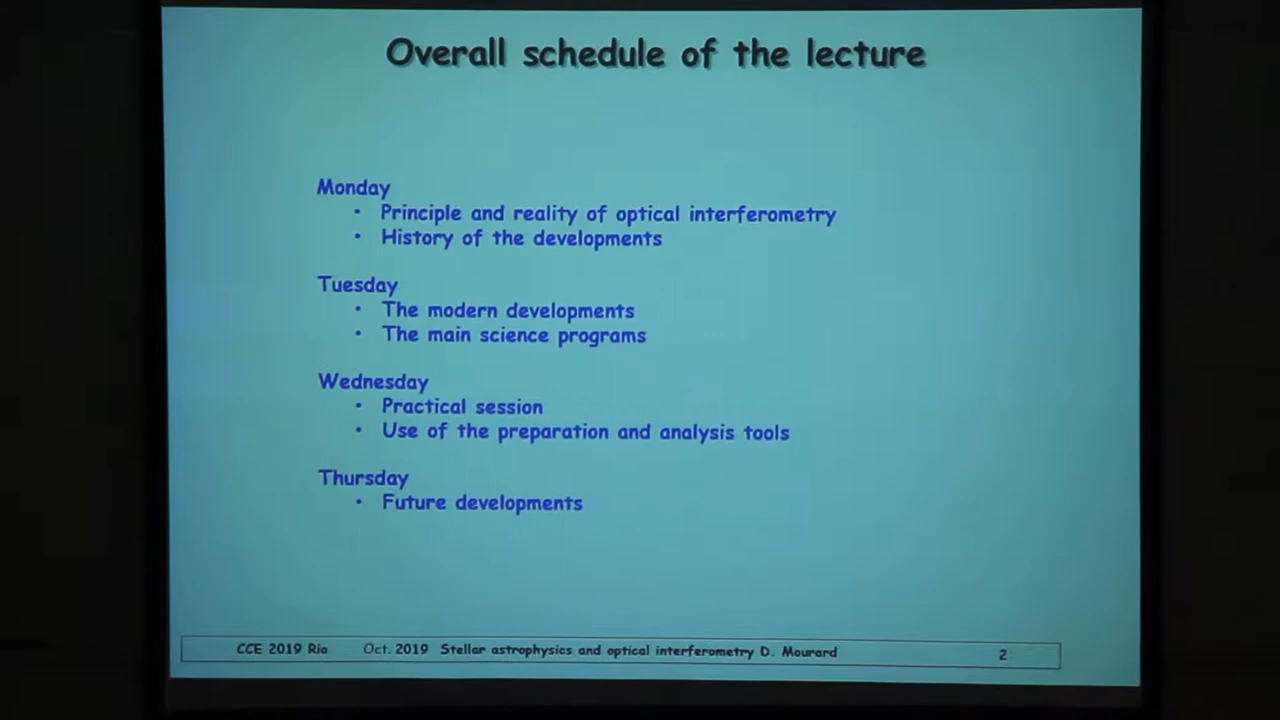 Overall schedule of the lecture
Monday
• Principle and reality of optical interferometry
• History of the developments
Tuesday
• The modern developments
• The main science programs
Wednesday
• Practical session
• Use of the preparation and analysis tools
Thursday
• Future developments
CCE 2019 Rio Oct. 2019 Stellar astrophysics and optical interferometry D. Mourard 2